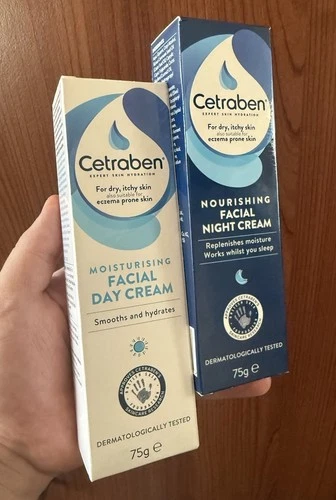 Cetraben®
EXPERT SKIN HYDRATION
For dry, itchy skin
also suitable for
eczema prone skin
MOISTURISING
FACIAL
DAY CREAM
Smooths and hydrates
DERMATOLOGICALLY TESTED
75g ℮
Cetraben®
EXPERT SKIN HYDRATION
For dry, itchy skin
also suitable for
eczema prone skin
NOURISHING
FACIAL
NIGHT CREAM
Replenishes moisture
Works whilst you sleep
DERMATOLOGICALLY TESTED
75g ℮